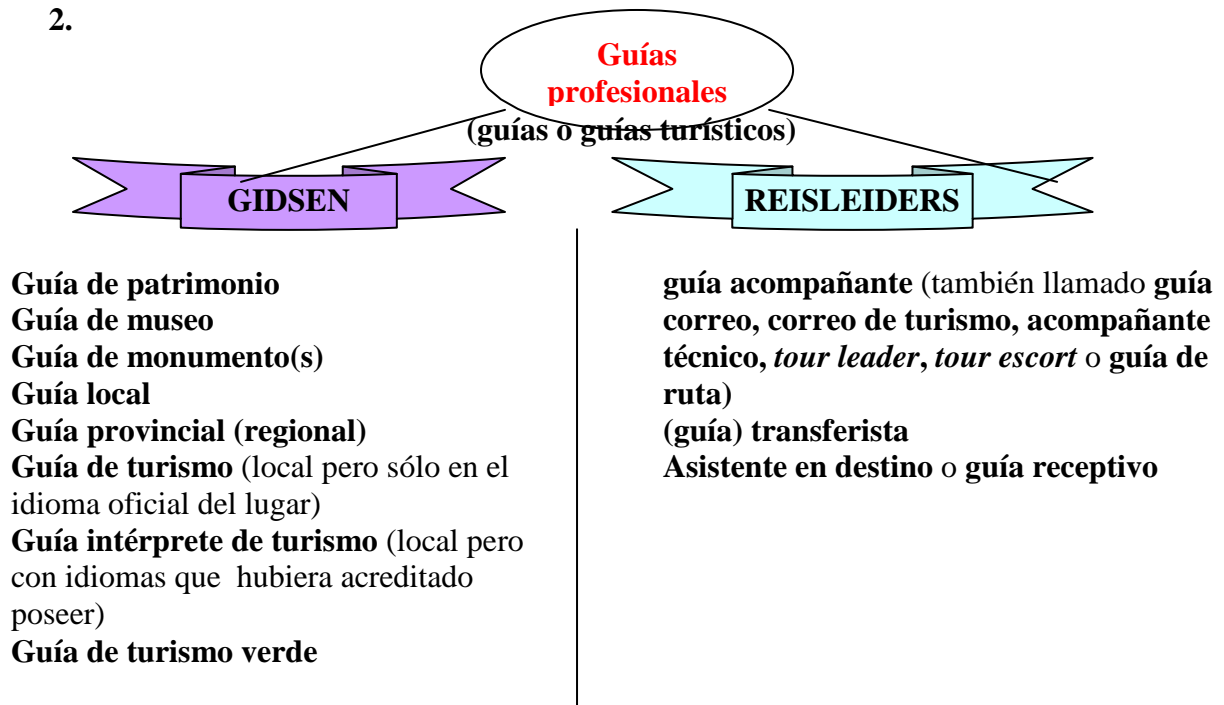 2.
Guías
profesionales
(guías o guías turísticos)
GIDSEN
Guía de patrimonio
Guía de museo
Guía de monumento(s)
Guía local
Guía provincial (regional)
Guía de turismo (local pero sólo en el
idioma oficial del lugar)
Guía intérprete de turismo (local pero
con idiomas que hubiera acreditado
poseer)
Guía de turismo verde
REISLEIDERS
guía acompañante (también llamado guía
correo, correo de turismo, acompañante
técnico, tour leader, tour escort o guía de
ruta)
(guía) transferista
Asistente en destino o guía receptivo